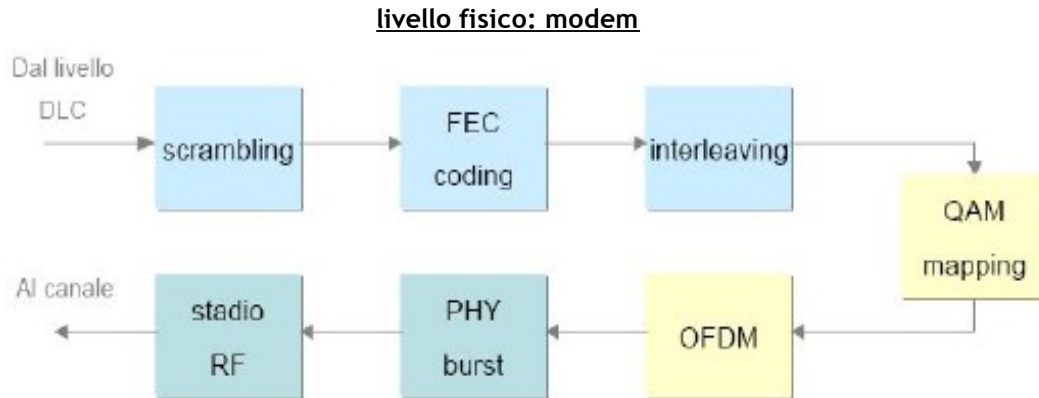 livello fisico: modem
Dal livello
DLC
scrambling
FEC
coding
interleaving
QAM
mapping
OFDM
PHY
burst
stadio
RF
Al canale